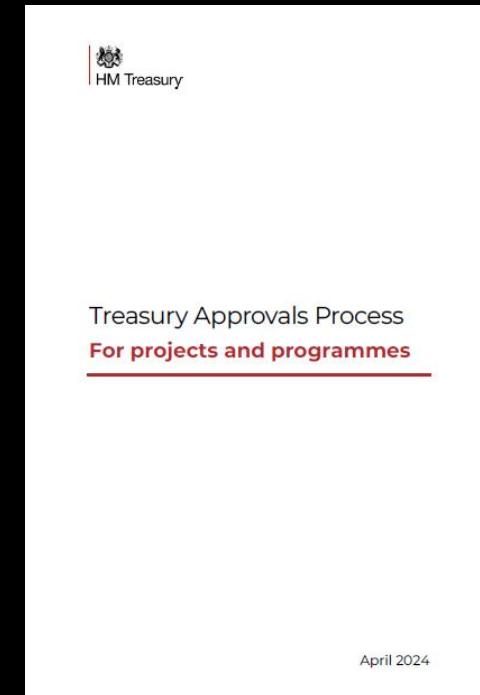 HM Treasury
Treasury Approvals Process
For projects and programmes
April 2024